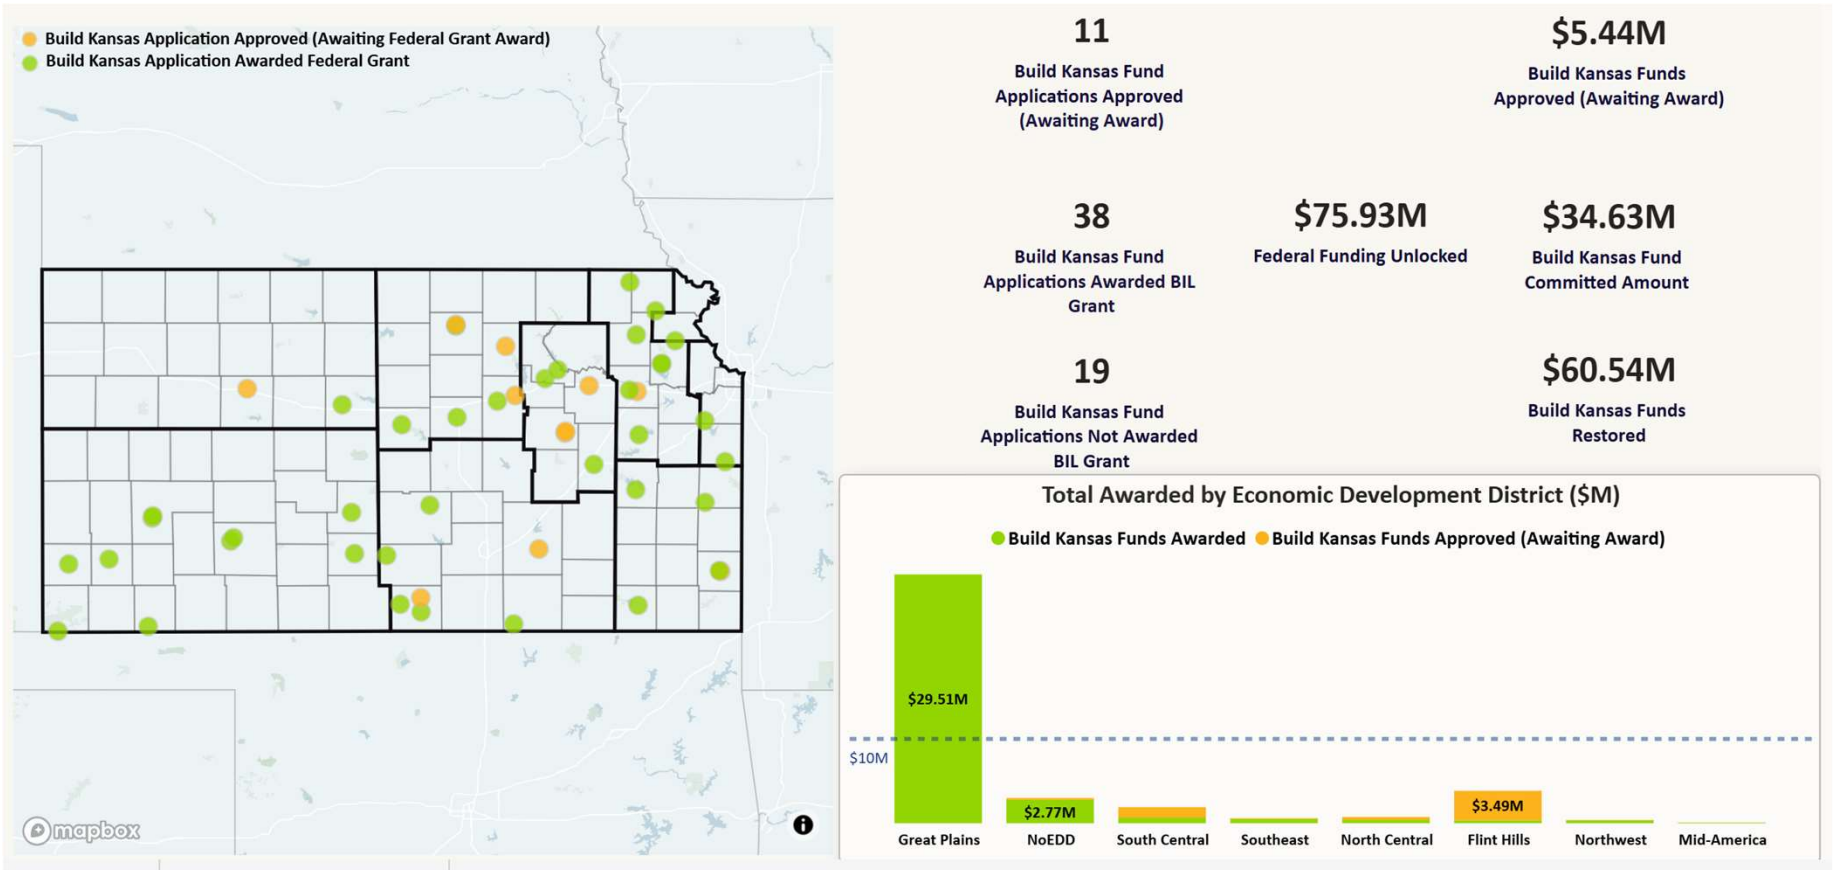 Build Kansas Application Approved (Awaiting Federal Grant Award)
Build Kansas Application Awarded Federal Grant
11
Build Kansas Fund
Applications Approved
(Awaiting Award)
$5.44M
Build Kansas Funds
Approved (Awaiting Award)
38
Build Kansas Fund
Applications Awarded BIL
Grant
$75.93M
Federal Funding Unlocked
$34.63M
Build Kansas Fund
Committed Amount
19
Build Kansas Fund
Applications Not Awarded
BIL Grant
$60.54M
Build Kansas Funds
Restored
Total Awarded by Economic Development District ($M)
Build Kansas Funds Awarded
Build Kansas Funds Approved (Awaiting Award)
$29.51M
$10M
$2.77M
$3.49M
Great Plains
NoEDD
South Central
Southeast
North Central
Flint Hills
Northwest
Mid-America
mapbox